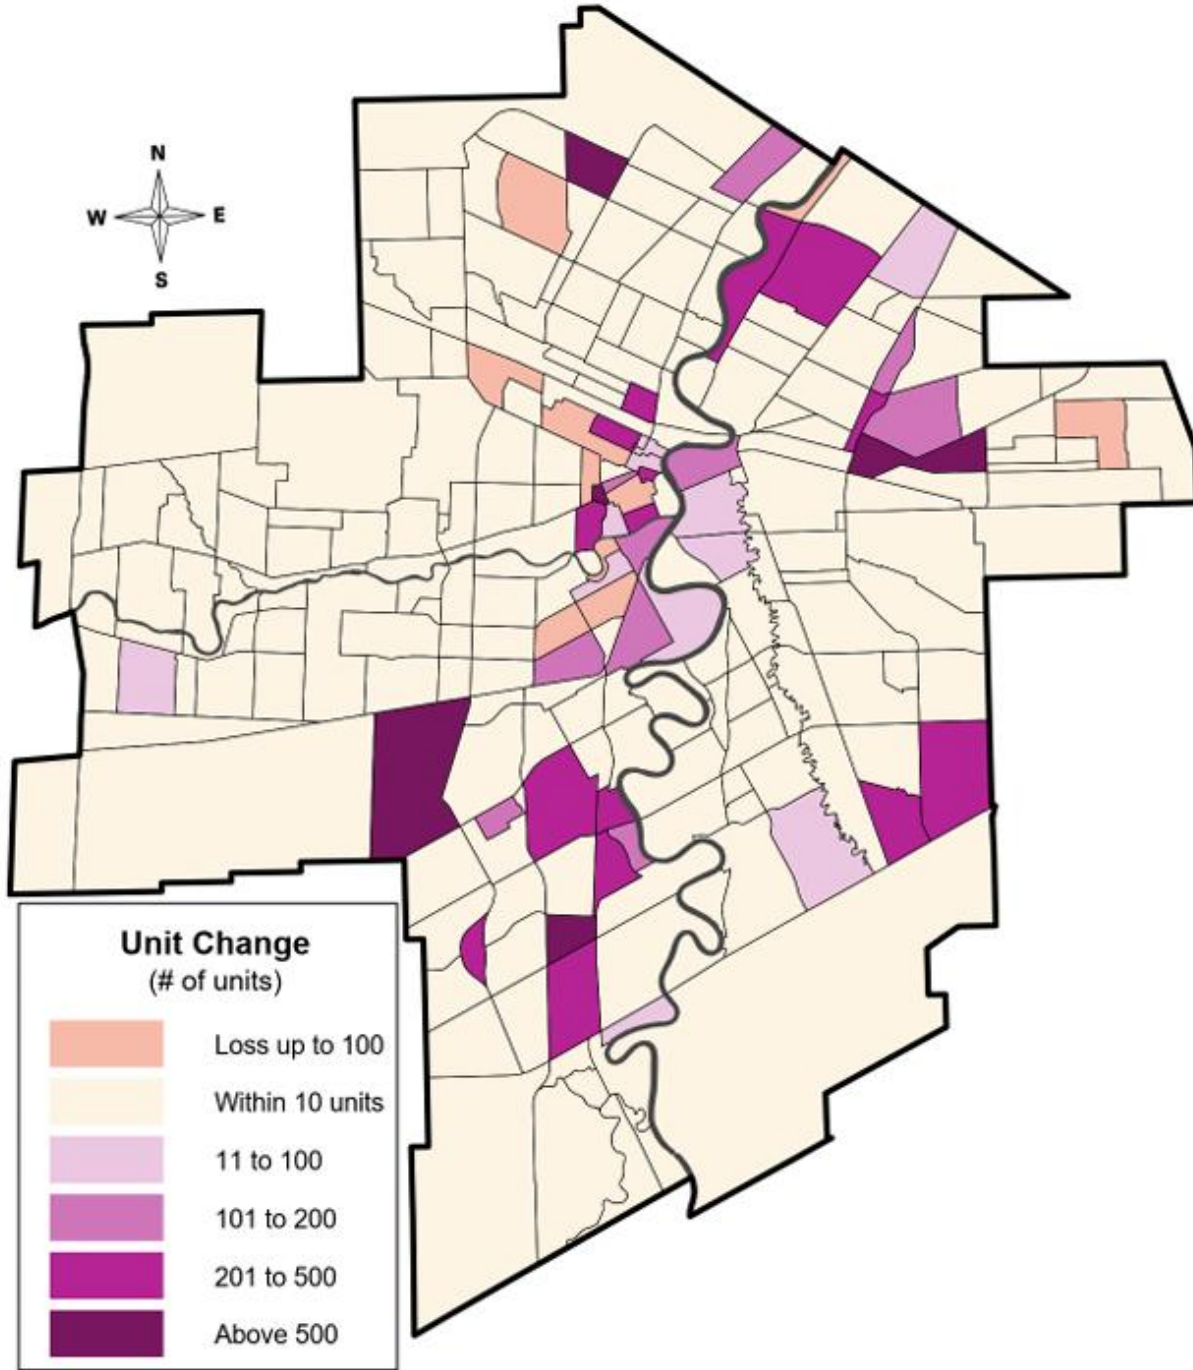 N
W E
S
Unit Change
(# of units)
Loss up to 100
Within 10 units
11 to 100
101 to 200
201 to 500
Above 500